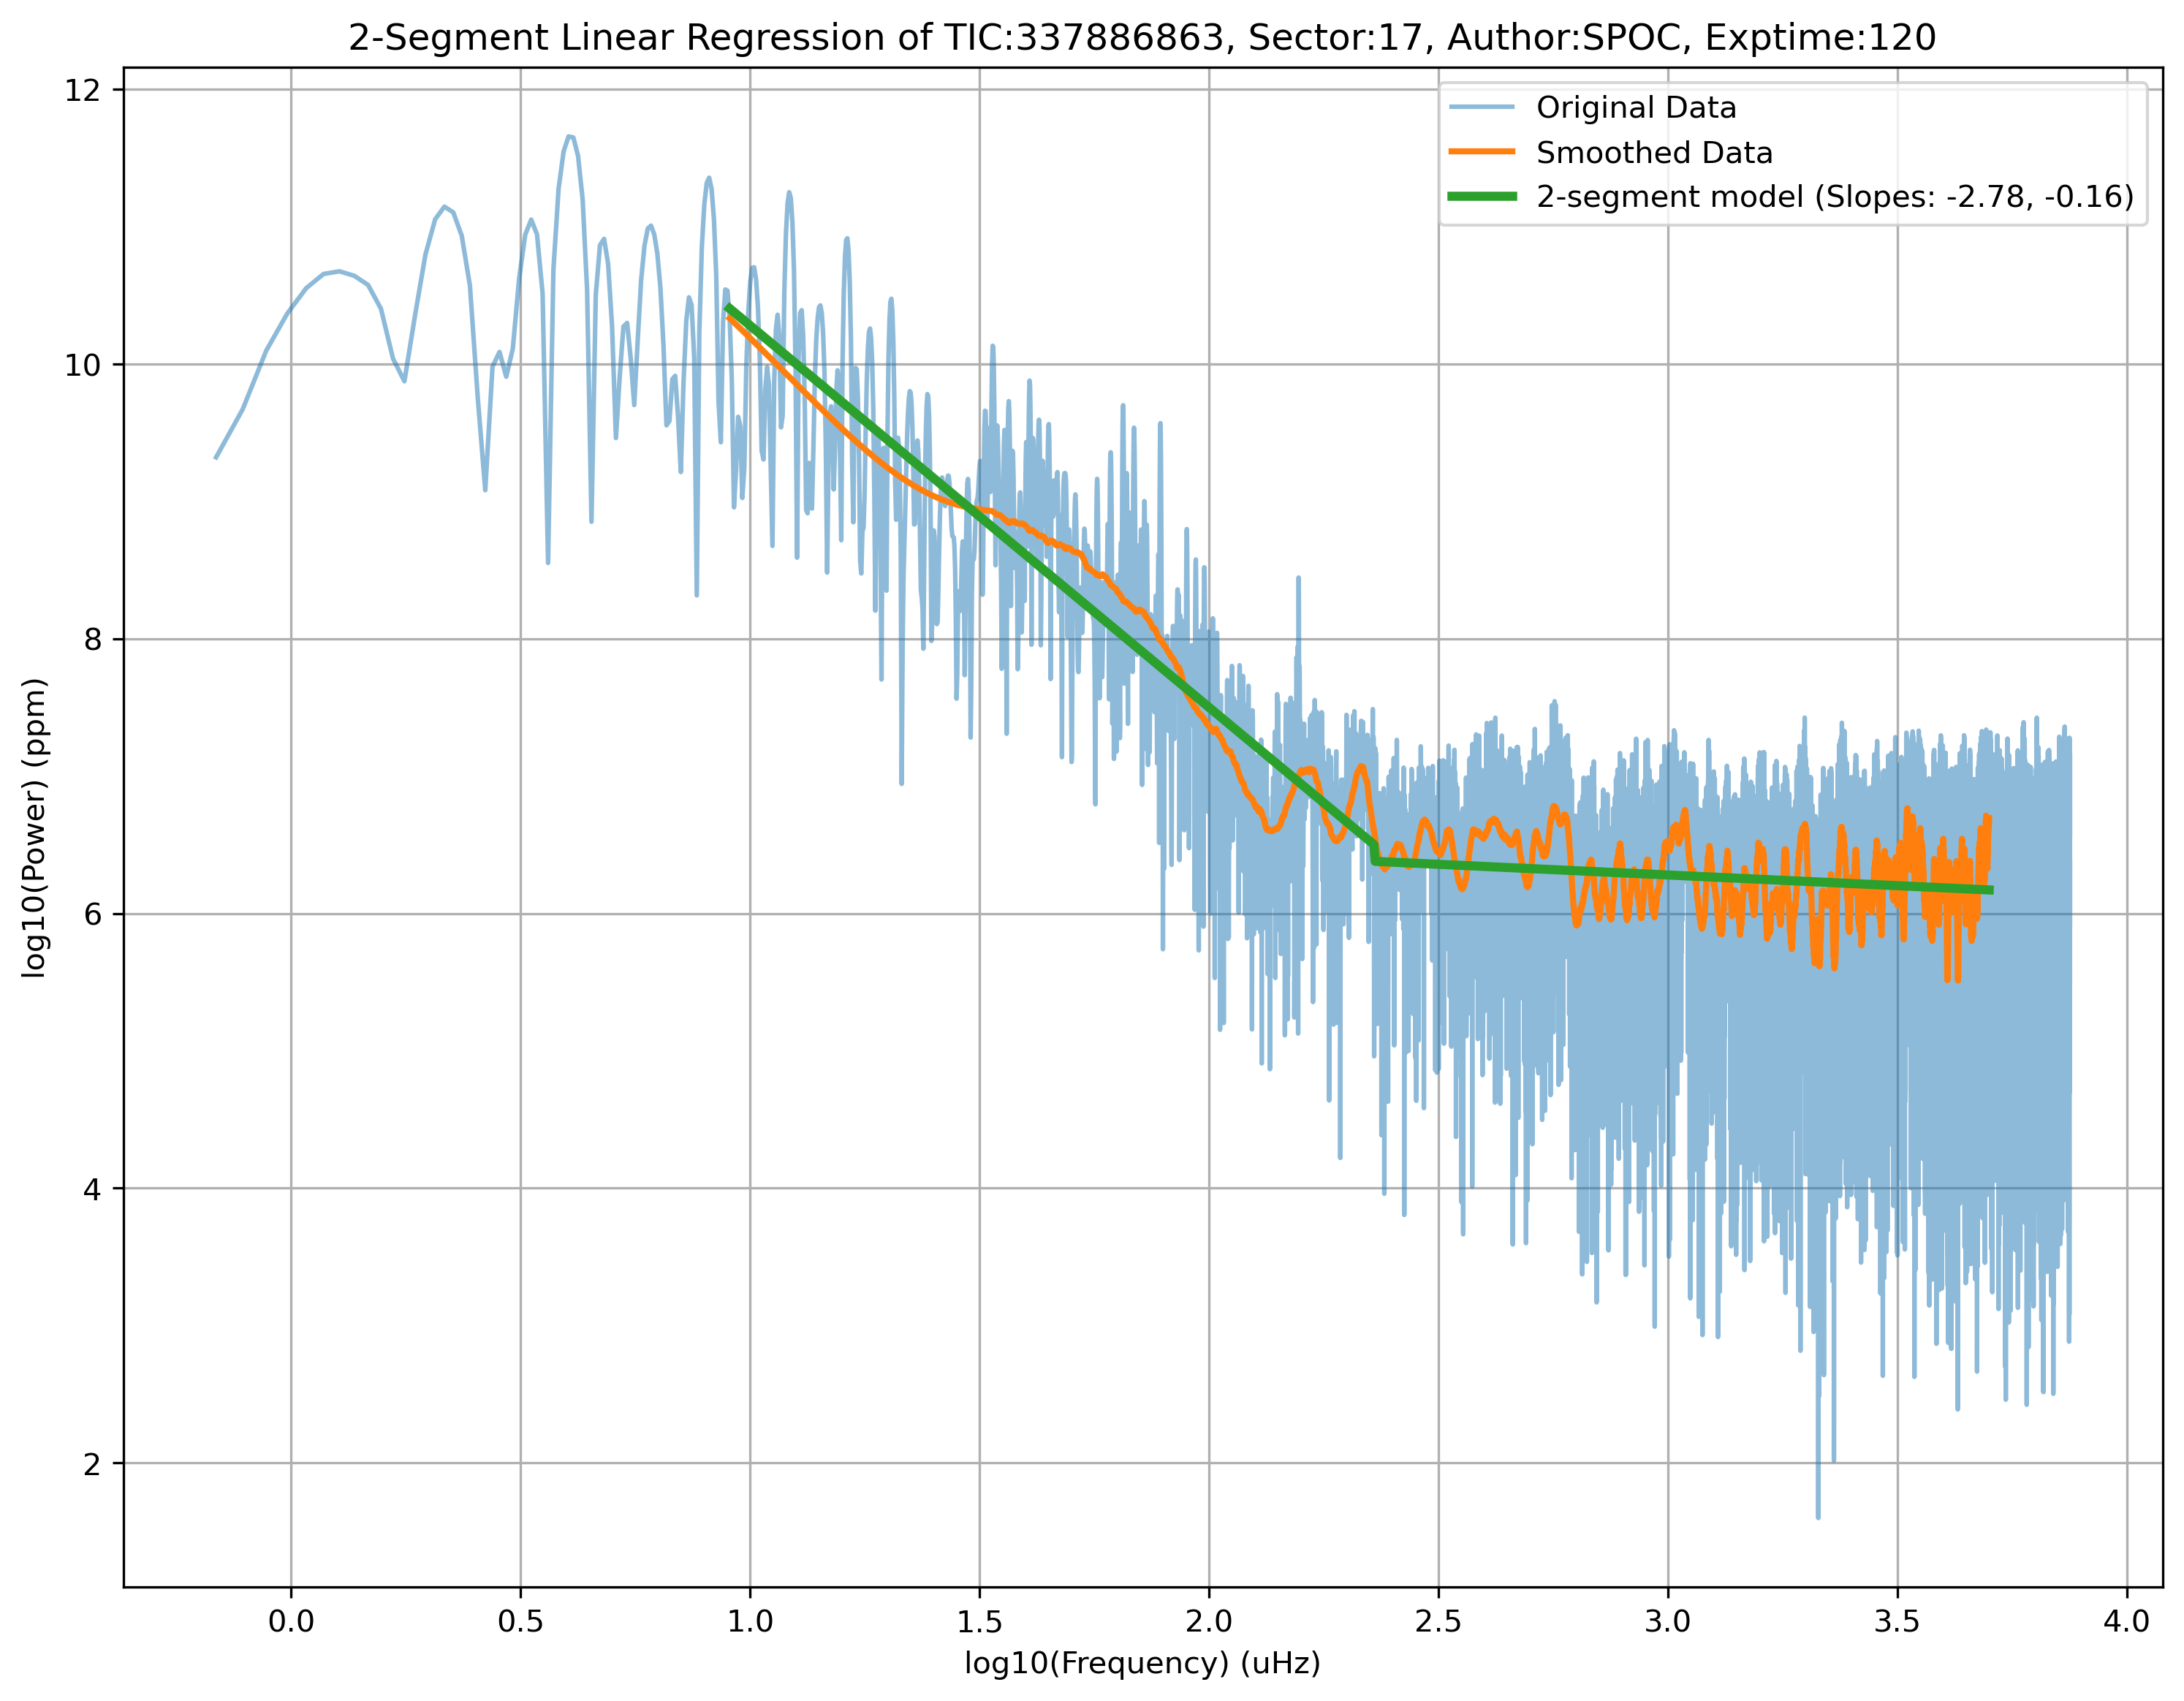 2-Segment Linear Regression of TIC:337886863, Sector:17, Author:SPOC, Exptime:120
Original Data
Smoothed Data
2-segment model (Slopes: -2.78, -0.16)
12
10
8
6
4
2
log10(Power) (ppm)
0.0 0.5 1.0 1.5 2.0 2.5 3.0 3.5 4.0
log10(Frequency) (uHz)